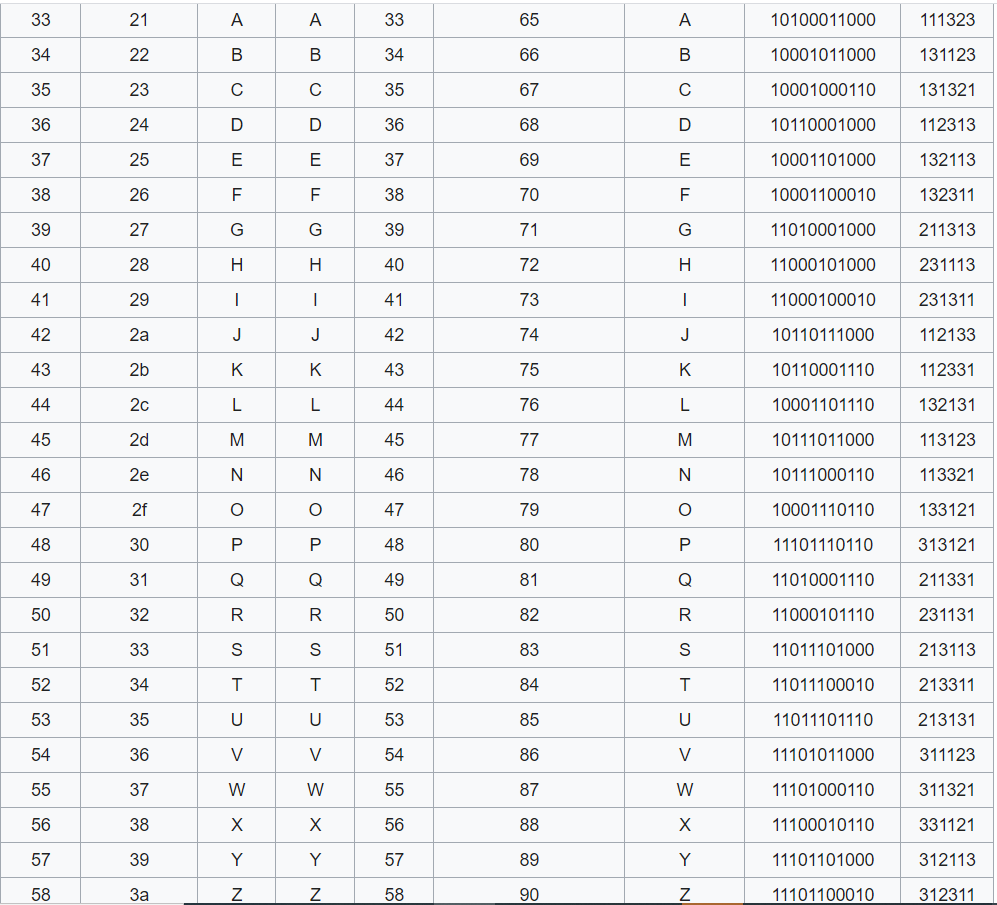 33 21 A A 33 65 A 10100011000 111323
34 22 B B 34 66 B 10001011000 131123
35 23 C C 35 67 C 10001000110 131321
36 24 D D 36 68 D 10110001000 112313
37 25 E E 37 69 E 10001101000 132113
38 26 F F 38 70 F 10001100010 132311
39 27 G G 39 71 G 11010001000 211313
40 28 H H 40 72 H 11000101000 231113
41 29 I I 41 73 I 11000100010 231311
42 2a J J 42 74 J 10110111000 112133
43 2b K K 43 75 K 10110001110 112331
44 2c L L 44 76 L 10001101110 132131
45 2d M M 45 77 M 10111011000 113123
46 2e N N 46 78 N 10111000110 113321
47 2f O O 47 79 O 10001110110 133121
48 30 P P 48 80 P 11101110110 313121
49 31 Q Q 49 81 Q 11010001110 211331
50 32 R R 50 82 R 11000101110 231131
51 33 S S 51 83 S 11011101000 213113
52 34 T T 52 84 T 11011100010 213311
53 35 U U 53 85 U 11011101110 213131
54 36 V V 54 86 V 11101011000 311123
55 37 W W 55 87 W 11101000110 311321
56 38 X X 56 88 X 11100010110 331121
57 39 Y Y 57 89 Y 11101101000 312113
58 3a Z Z 58 90 Z 11101100010 312311